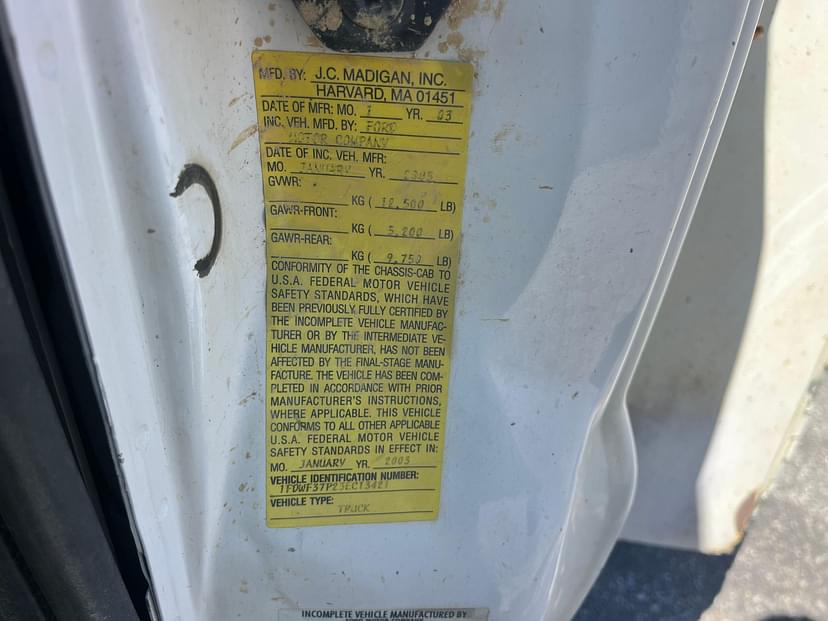 MFD. BY: J.C. MADIGAN, INC.
HARVARD, MA 01451
DATE OF MFR: MO. YR. 03
INC. VEH. MFD. BY: FORD
MOTOR COMPANY
DATE OF INC. VEH. MFR:
MO. JANUARY YR.
GVWR:
KG ( 12,500 LB)
GAWR-FRONT:
KG ( 5,200 LB)
GAWR-REAR:
KG ( 9,750 LB)
CONFORMITY OF THE CHASSIS-CAB TO
U.S.A. FEDERAL MOTOR VEHICLE
SAFETY STANDARDS, WHICH HAVE
BEEN PREVIOUSLY FULLY CERTIFIED BY
THE INCOMPLETE VEHICLE MANUFAC-
TURER OR BY THE INTERMEDIATE VE-
HICLE MANUFACTURER, HAS NOT BEEN
AFFECTED BY THE FINAL-STAGE MANU-
FACTURE. THE VEHICLE HAS BEEN COM-
PLETED IN ACCORDANCE WITH PRIOR
MANUFACTURER'S INSTRUCTIONS,
WHERE APPLICABLE. THIS VEHICLE
CONFORMS TO ALL OTHER APPLICABLE
U.S.A. FEDERAL MOTOR VEHICLE
SAFETY STANDARDS IN EFFECT IN:
MO. JANUARY YR. 2003
VEHICLE IDENTIFICATION NUMBER:
VEHICLE TYPE:
TRUCK
INCOMPLETE VEHICLE MANUFACTURED BY
FORD MOTOR COMPANY